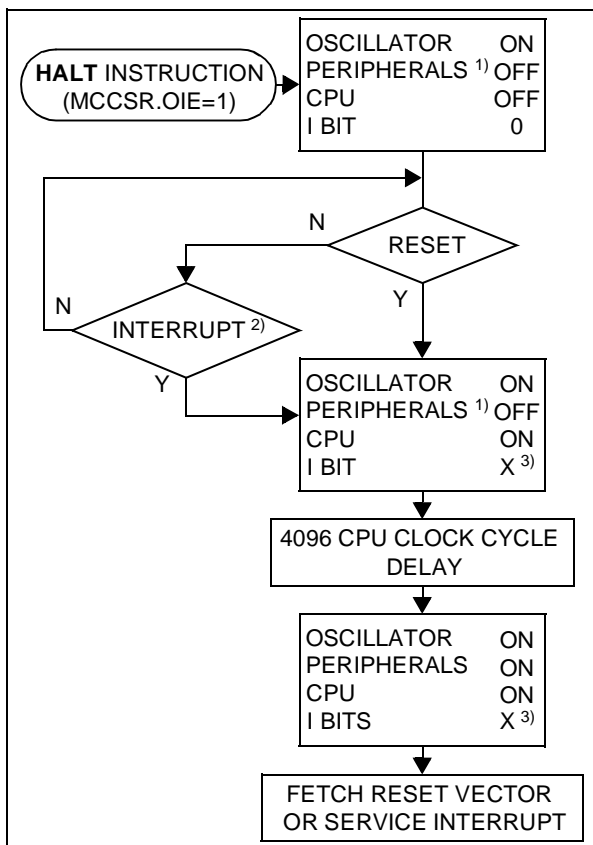 HALT INSTRUCTION
(MCCSR.OIE=1)
OSCILLATOR ON
PERIPHERALS 1) OFF
CPU OFF
I BIT 0
N
RESET
Y
N
INTERRUPT 2)
Y
OSCILLATOR ON
PERIPHERALS 1) OFF
CPU ON
I BIT X 3)
4096 CPU CLOCK CYCLE
DELAY
OSCILLATOR ON
PERIPHERALS ON
CPU ON
I BITS X 3)
FETCH RESET VECTOR
OR SERVICE INTERRUPT